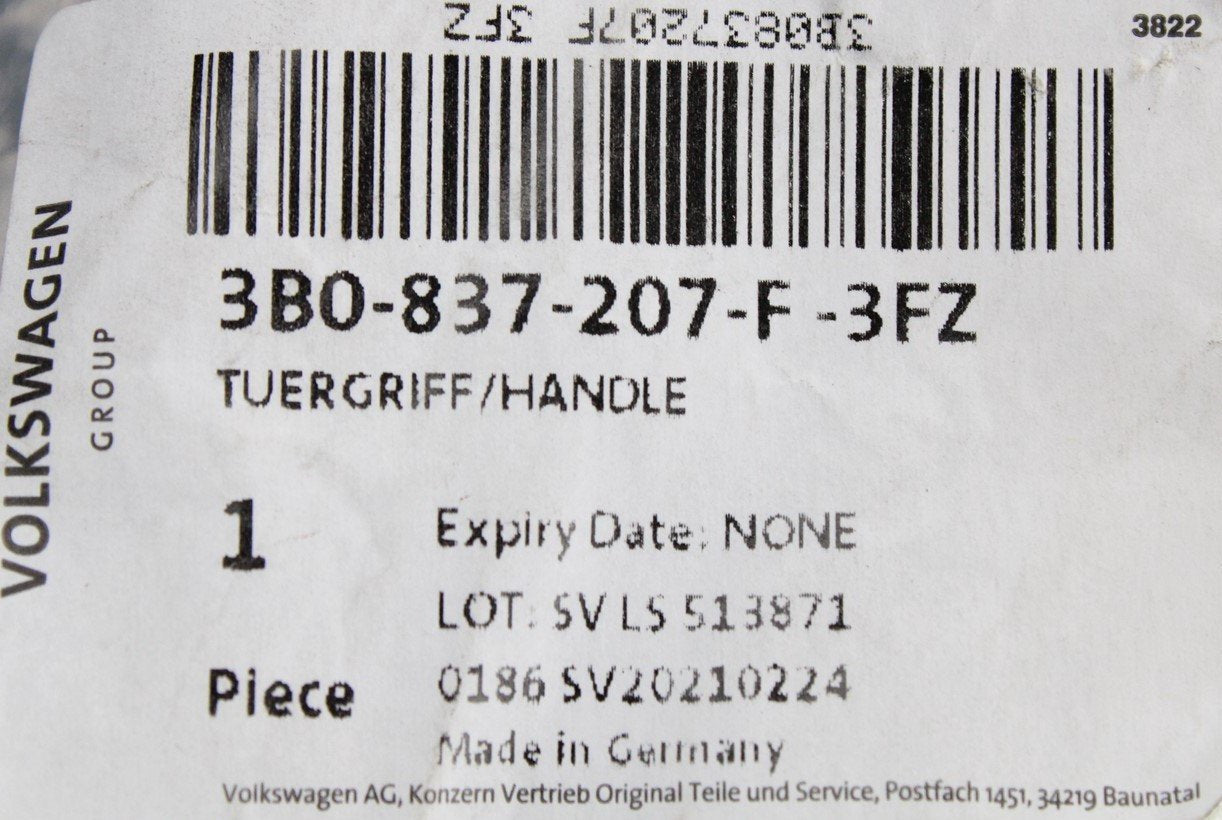 3B0837207F 3FZ
3822
VOLKSWAGEN
GROUP
3B0-837-207-F -3FZ
TUERGRIFF/HANDLE
1
Piece
Expiry Date: NONE
LOT: SV LS 513871
0186 SV20210224
Made in Germany
Volkswagen AG, Konzern Vertrieb Original Teile und Service, Postfach 1451, 34219 Baunatal